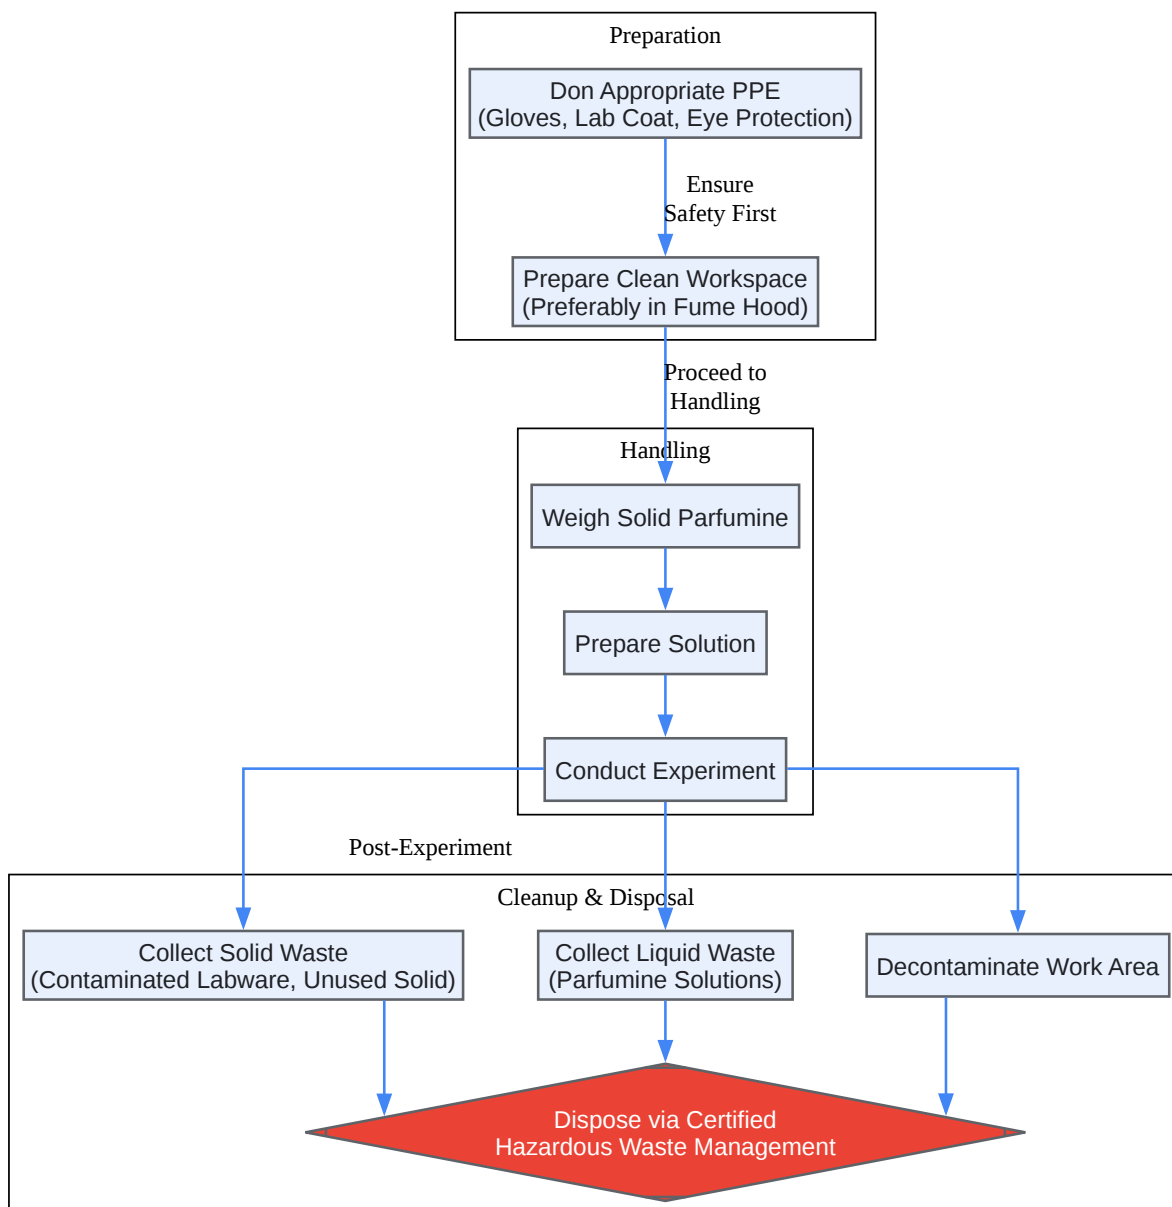 Preparation
Don Appropriate PPE
(Gloves, Lab Coat, Eye Protection)
Ensure
Safety First
Prepare Clean Workspace
(Preferably in Fume Hood)
Proceed to
Handling
Handling
Weigh Solid Parfumine
Prepare Solution
Conduct Experiment
Post-Experiment
Cleanup & Disposal
Collect Solid Waste
(Contaminated Labware, Unused Solid)
Collect Liquid Waste
(Parfumine Solutions)
Decontaminate Work Area
Dispose via Certified
Hazardous Waste Management